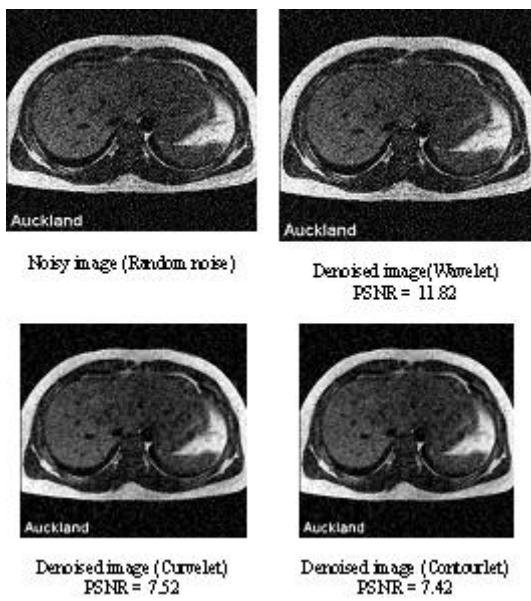 Auckland
Auckland
Noisy image (Random noise)
Denoised image(Wavelet)
PSNR = 11.82
Auckland
Auckland
Denoised image (Curvelet)
PSNR = 7.52
Denoised image (Contourlet)
PSNR = 7.42